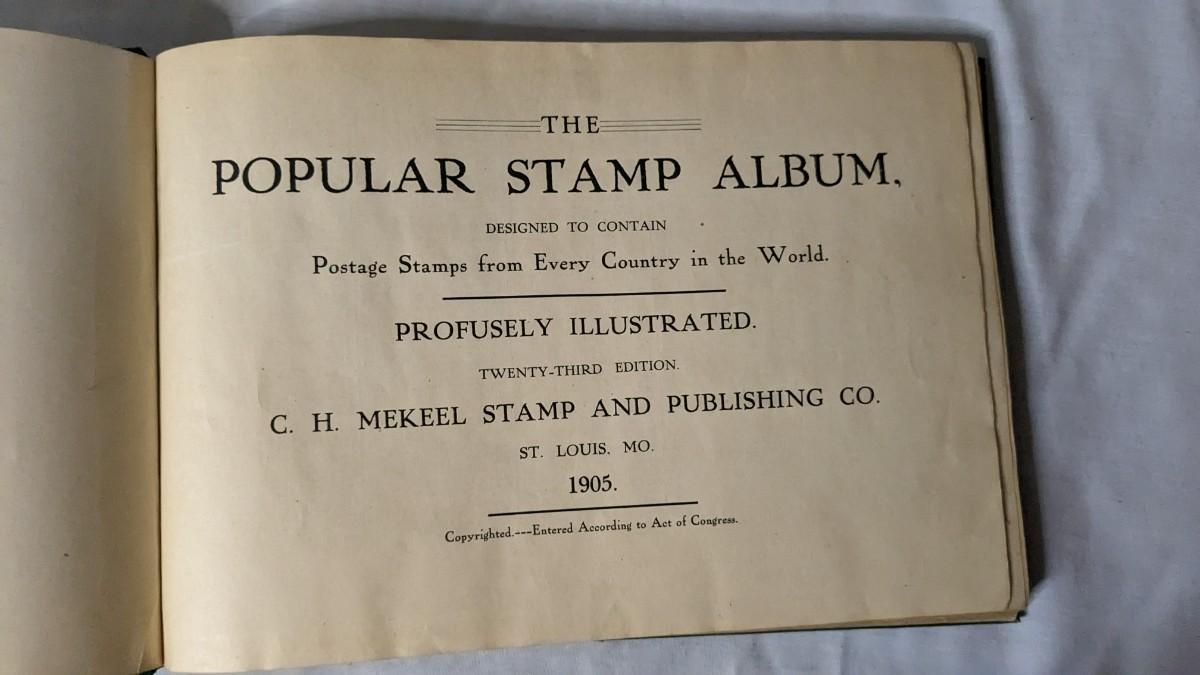 THE
POPULAR STAMP ALBUM,
DESIGNED TO CONTAIN
Postage Stamps from Every Country in the World.
PROFUSELY ILLUSTRATED.
TWENTY-THIRD EDITION.
C. H. MEKEEL STAMP AND PUBLISHING CO.
ST. LOUIS, MO.
1905.
Copyrighted.---Entered According to Act of Congress.